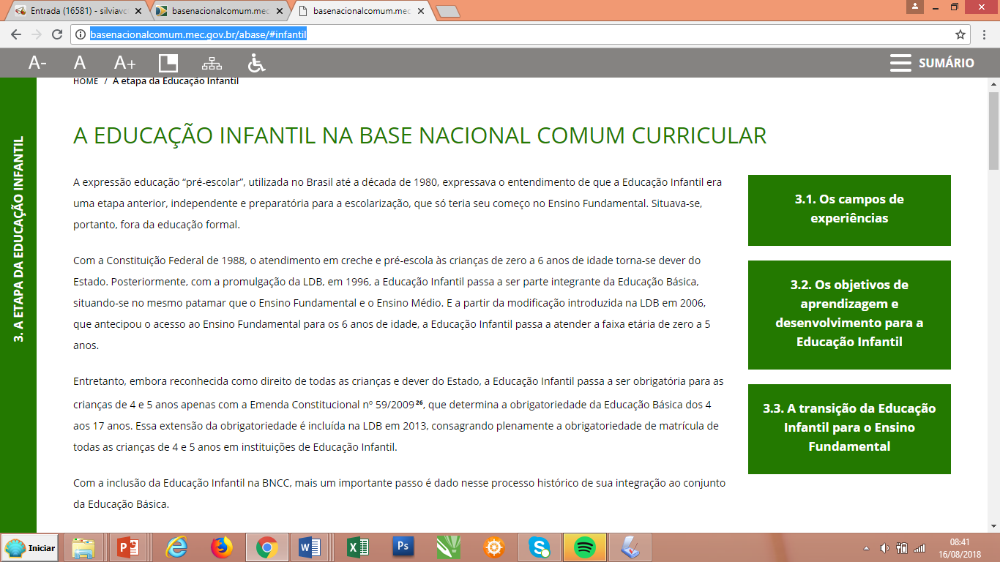 Entrada (16581) - silviavc
basenacionalcomum.mec
basenacionalcomum.mec
basenacionalcomum.mec.gov.br/abase/#infantil
A- A A+ SUMÁRIO
HOME / A etapa da Educação Infantil
3. A ETAPA DA EDUCAÇÃO INFANTIL
A EDUCAÇÃO INFANTIL NA BASE NACIONAL COMUM CURRICULAR
A expressão educação “pré-escolar”, utilizada no Brasil até a década de 1980, expressava o entendimento de que a Educação Infantil era
uma etapa anterior, independente e preparatória para a escolarização, que só teria seu começo no Ensino Fundamental. Situava-se,
portanto, fora da educação formal.
Com a Constituição Federal de 1988, o atendimento em creche e pré-escola às crianças de zero a 6 anos de idade torna-se dever do
Estado. Posteriormente, com a promulgação da LDB, em 1996, a Educação Infantil passa a ser parte integrante da Educação Básica,
situando-se no mesmo patamar que o Ensino Fundamental e o Ensino Médio. E a partir da modificação introduzida na LDB em 2006,
que antecipou o acesso ao Ensino Fundamental para os 6 anos de idade, a Educação Infantil passa a atender a faixa etária de zero a 5
anos.
Entretanto, embora reconhecida como direito de todas as crianças e dever do Estado, a Educação Infantil passa a ser obrigatória para as
crianças de 4 e 5 anos apenas com a Emenda Constitucional nº 59/2009 26, que determina a obrigatoriedade da Educação Básica dos 4
aos 17 anos. Essa extensão da obrigatoriedade é incluída na LDB em 2013, consagrando plenamente a obrigatoriedade de matrícula de
todas as crianças de 4 e 5 anos em instituições de Educação Infantil.
Com a inclusão da Educação Infantil na BNCC, mais um importante passo é dado nesse processo histórico de sua integração ao conjunto
da Educação Básica.
3.1. Os campos de
experiências
3.2. Os objetivos de
aprendizagem e
desenvolvimento para a
Educação Infantil
3.3. A transição da Educação
Infantil para o Ensino
Fundamental
Iniciar
08:41
16/08/2018